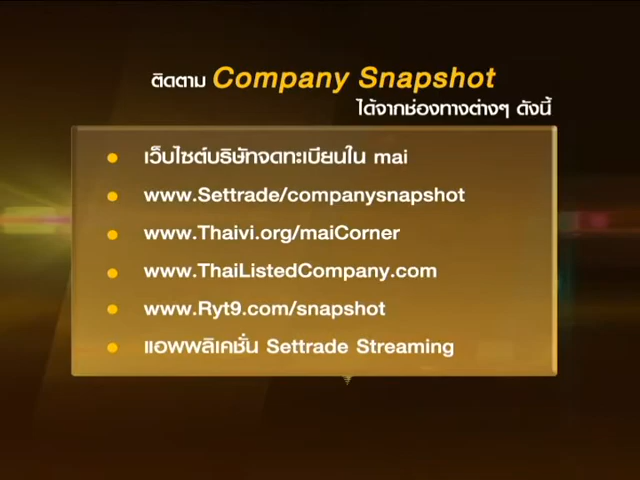 ติดตาม Company Snapshot
ได้จากช่องทางต่างๆ ดังนี้
เว็บไซต์บริษัทจดทะเบียนใน mai
www.Settrade/companysnapshot
www.Thaivi.org/maiCorner
www.ThaiListedCompany.com
www.Ryt9.com/snapshot
แอพพลิเคชั่น Settrade Streaming